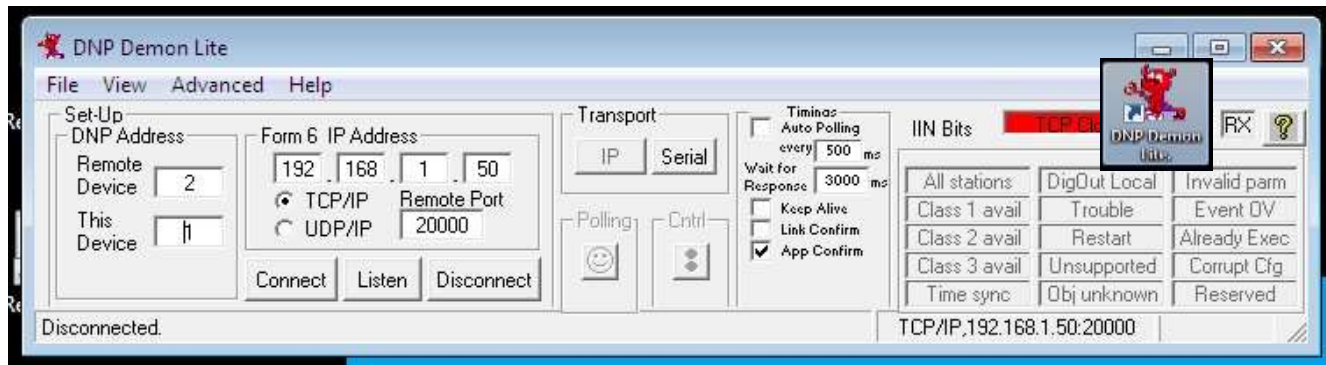 DNP Demon Lite
File View Advanced Help
Set-Up
DNP Address
Remote Device 2
This Device 1
Form 6 IP Address
192 . 168 . 1 . 50
TCP/IP
UDP/IP
Remote Port
20000
Connect Listen Disconnect
Transport
IP Serial
Polling
Cntrl
Timings
Auto Polling
every 500 ms
Wait for
Response 3000 ms
Keep Alive
Link Confirm
App Confirm
IIN Bits
TCP
RX
DNP Demon
Lite
All stations DigOut Local Invalid parm
Class 1 avail Trouble Event OV
Class 2 avail Restart Already Exec
Class 3 avail Unsupported Corrupt Cfg
Time sync Obj unknown Reserved
Disconnected.
TCP/IP,192.168.1.50:20000